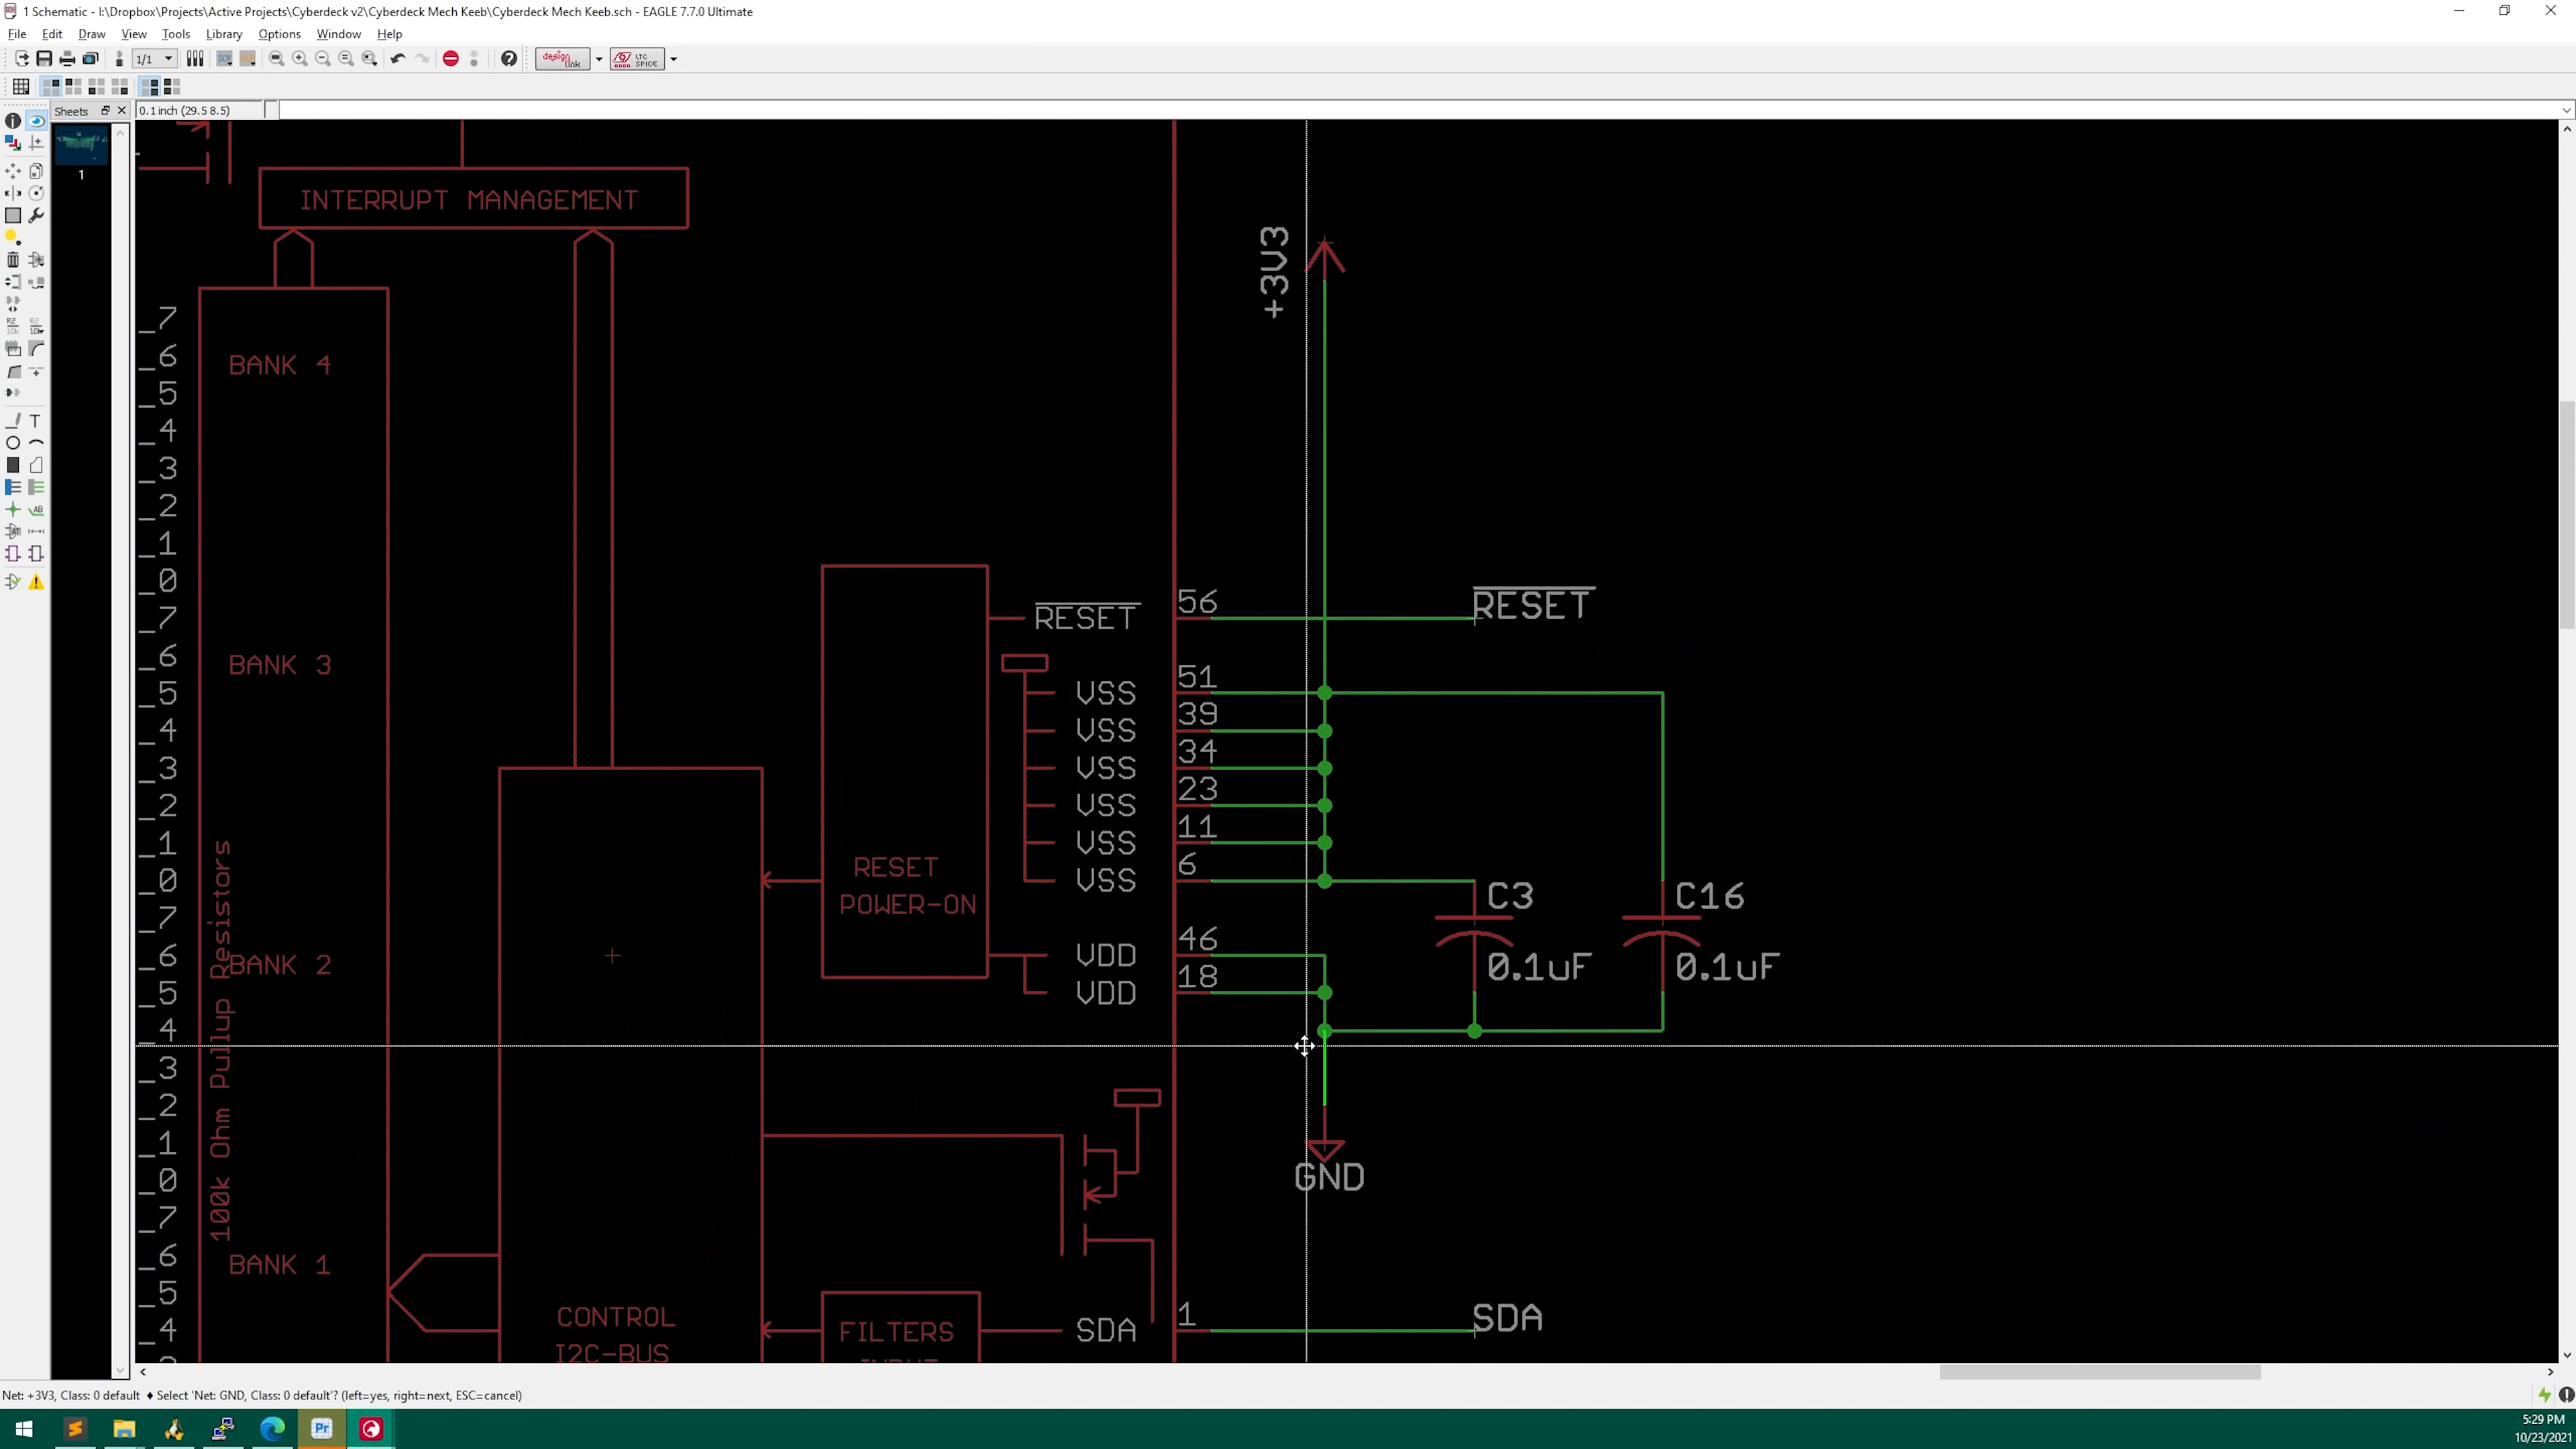 1 Schematic - I:\Dropbox\Projects\Active Projects\Cyberdeck v2\Cyberdeck Mech Keeb\Cyberdeck Mech Keeb.sch - EAGLE 7.7.0 Ultimate
File Edit Draw View Tools Library Options Window Help
1/1
design link
LTC SPICE
Sheets
0.1 inch (29.5 8.5)
1
INTERRUPT MANAGEMENT
+3V3
_7
_6
BANK 4
_5
_4
_3
_2
_1
_0
56
RESET
RESET
_7
_6
BANK 3
51
_5
VSS
39
_4
VSS
34
_3
VSS
23
_2
VSS
11
_1
VSS
6
_0
RESET
VSS
C3
C16
POWER-ON
_7
46
_6
BANK 2
VDD
0.1uF
0.1uF
18
_5
VDD
_4
_3
_2
_1
_0
100k Ohm Pullup Resistors
GND
_7
_6
BANK 1
_5
_4
CONTROL
I2C-BUS
FILTERS
SDA
1
SDA
Net: +3V3, Class: 0 default ♦ Select 'Net: GND, Class: 0 default'? (left=yes, right=next, ESC=cancel)
Pr
5:29 PM
10/23/2021